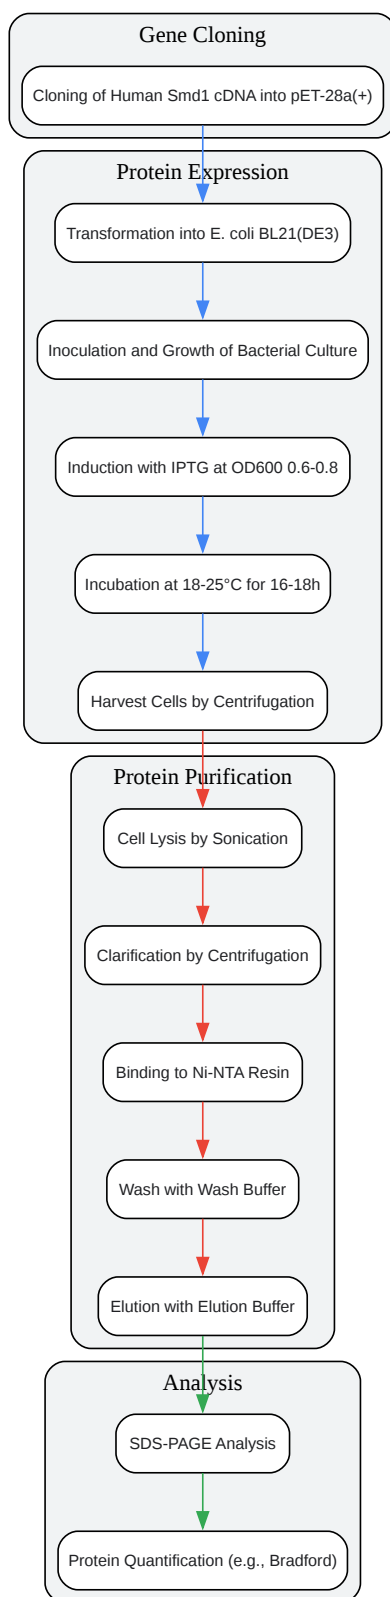 Gene Cloning
Cloning of Human Smd1 cDNA into pET-28a(+)
Protein Expression
Transformation into E. coli BL21(DE3)
Inoculation and Growth of Bacterial Culture
Induction with IPTG at OD600 0.6-0.8
Incubation at 18-25°C for 16-18h
Harvest Cells by Centrifugation
Protein Purification
Cell Lysis by Sonication
Clarification by Centrifugation
Binding to Ni-NTA Resin
Wash with Wash Buffer
Elution with Elution Buffer
Analysis
SDS-PAGE Analysis
Protein Quantification (e.g., Bradford)